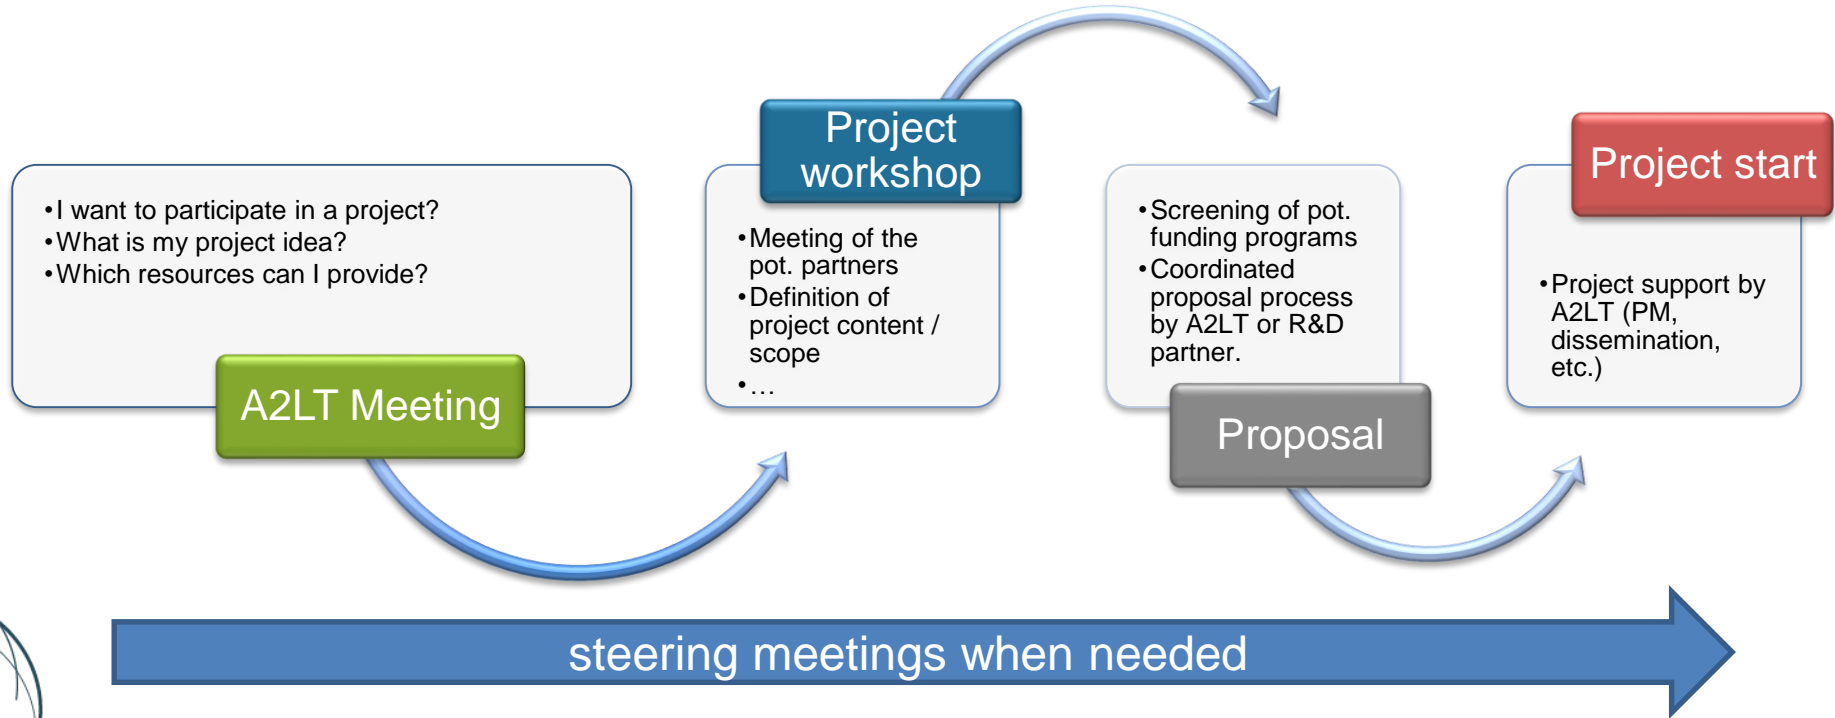 •I want to participate in a project?
•What is my project idea?
•Which resources can I provide?
A2LT Meeting
Project
workshop
•Meeting of the
pot. partners
•Definition of
project content /
scope
•…
•Screening of pot.
funding programs
•Coordinated
proposal process
by A2LT or R&D
partner.
Proposal
Project start
•Project support by
A2LT (PM,
dissemination,
etc.)
steering meetings when needed